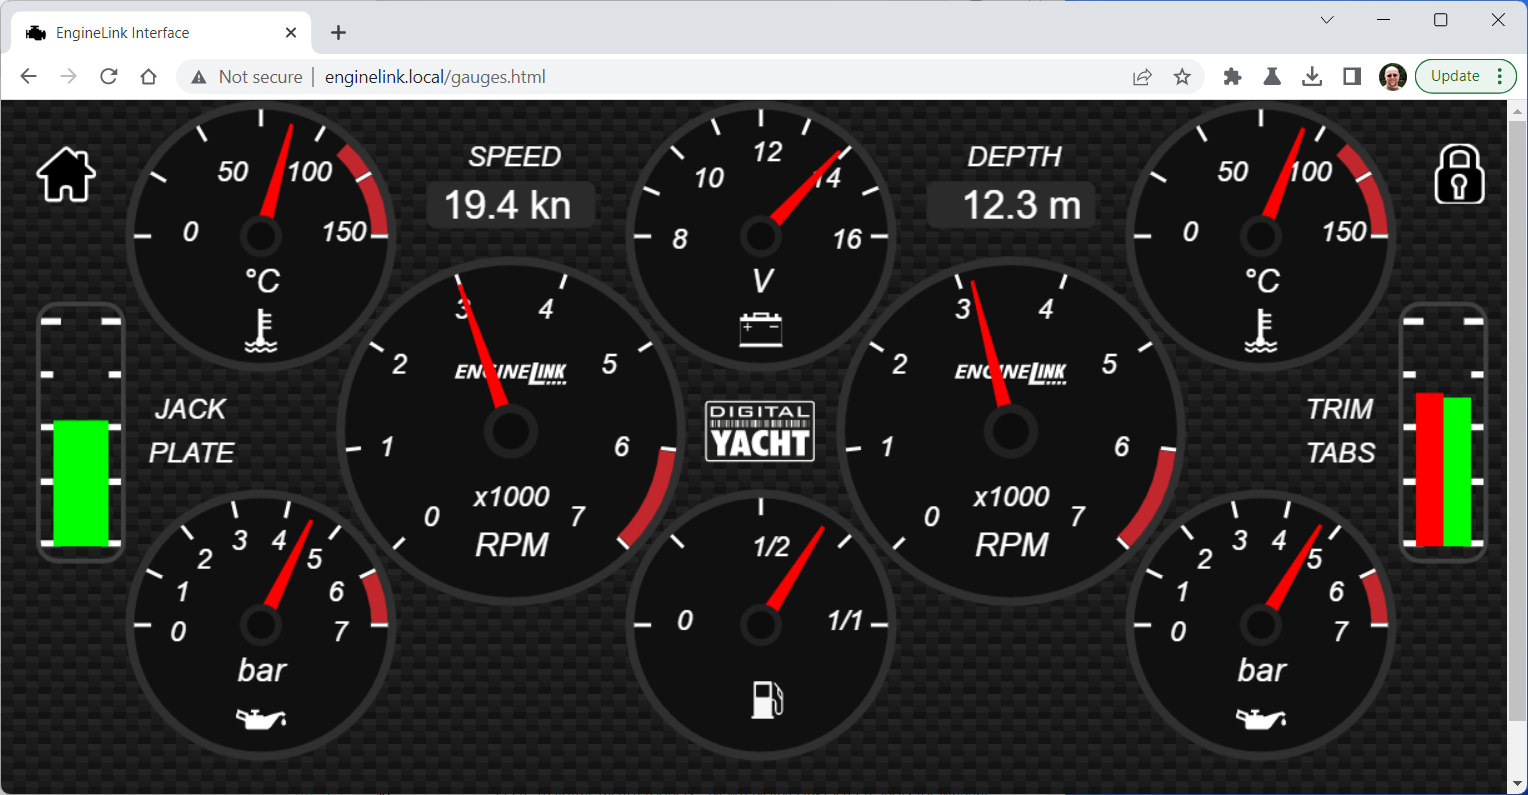 EngineLink Interface
Not secure | enginelink.local/gauges.html
Update
0 50 100 150
°C
SPEED
19.4 kn
8 10 12 14 16
V
DEPTH
12.3 m
0 50 100 150
°C
JACK
PLATE
0 1 2 3 4 5 6 7
ENGINELINK
x1000
RPM
DIGITAL
YACHT
0 1 2 3 4 5 6 7
ENGINELINK
x1000
RPM
TRIM
TABS
0 1 2 3 4 5 6 7
bar
0 1/2 1/1
0 1 2 3 4 5 6 7
bar